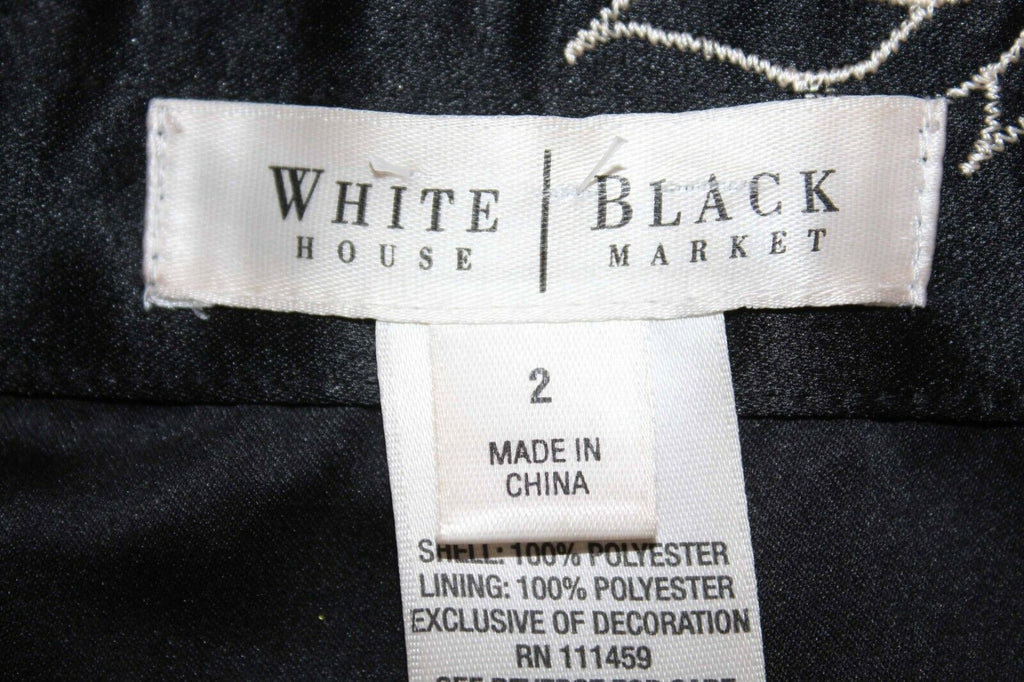 WHITE | BLACK
HOUSE MARKET
2
MADE IN
CHINA
SHELL: 100% POLYESTER
LINING: 100% POLYESTER
EXCLUSIVE OF DECORATION
RN 111459